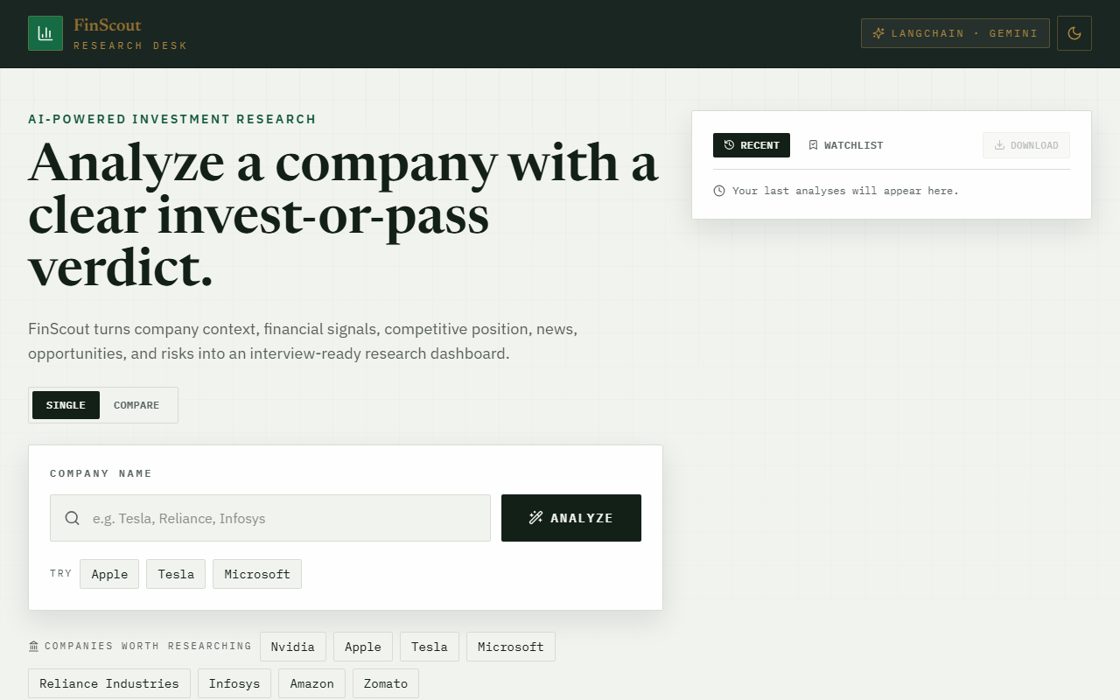 FinScout
RESEARCH DESK
LANGCHAIN · GEMINI
AI-POWERED INVESTMENT RESEARCH
Analyze a company with a
clear invest-or-pass
verdict.
FinScout turns company context, financial signals, competitive position, news,
opportunities, and risks into an interview-ready research dashboard.
SINGLE COMPARE
COMPANY NAME
e.g. Tesla, Reliance, Infosys
ANALYZE
TRY Apple Tesla Microsoft
COMPANIES WORTH RESEARCHING Nvidia Apple Tesla Microsoft
Reliance Industries Infosys Amazon Zomato
RECENT WATCHLIST DOWNLOAD
Your last analyses will appear here.